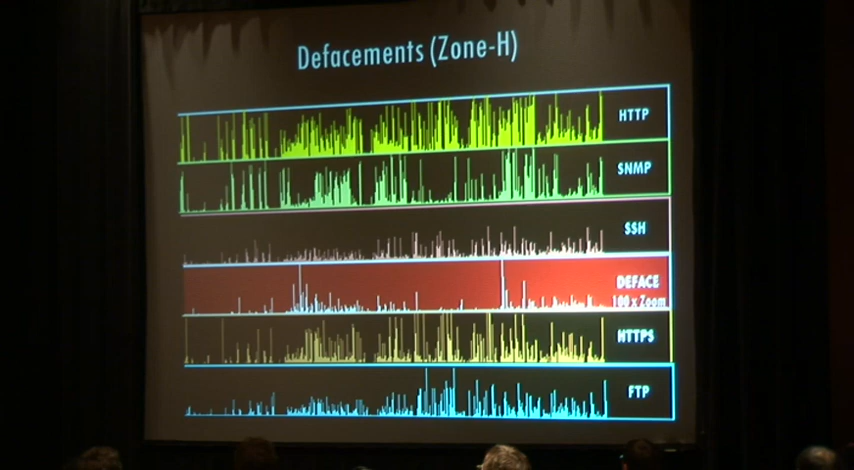 Defacements (Zone-H)
HTTP
SNMP
SSH
DEFACE
100 x Zoom
HTTPS
FTP